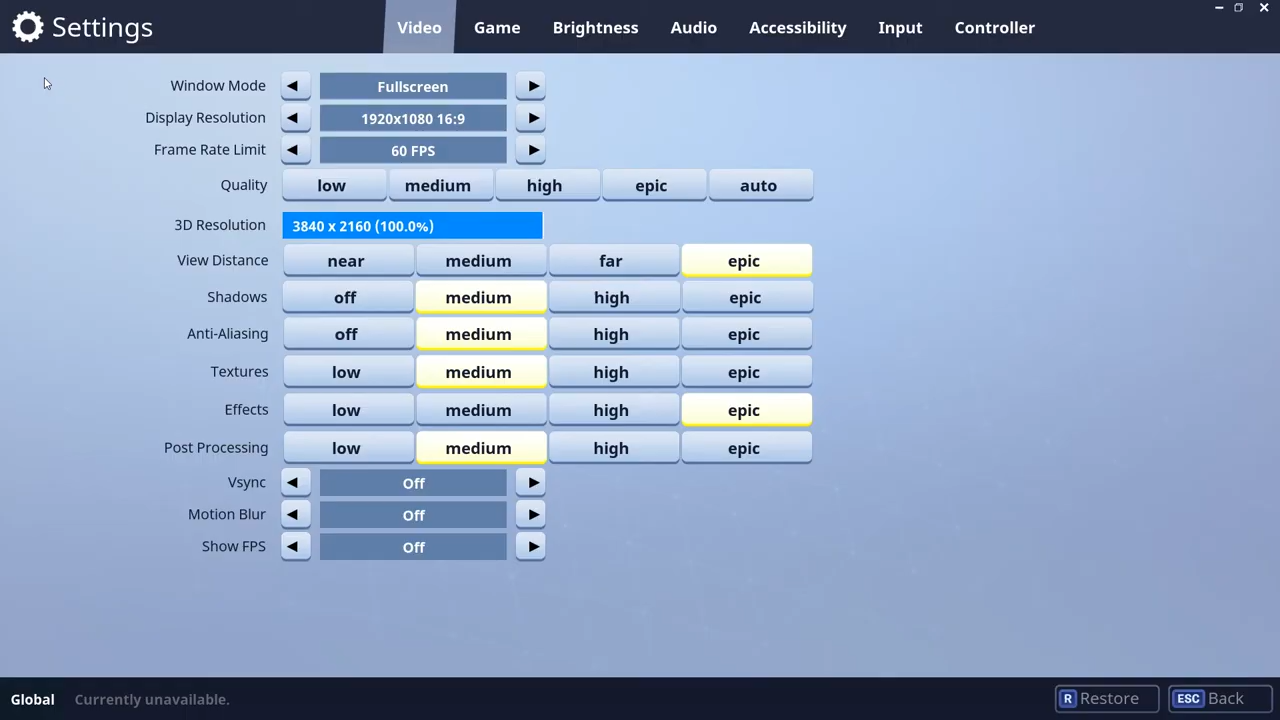 Settings Video Game Brightness Audio Accessibility Input Controller
Window Mode Fullscreen
Display Resolution 1920x1080 16:9
Frame Rate Limit 60 FPS
Quality low medium high epic auto
3D Resolution 3840 x 2160 (100.0%)
View Distance near medium far epic
Shadows off medium high epic
Anti-Aliasing off medium high epic
Textures low medium high epic
Effects low medium high epic
Post Processing low medium high epic
Vsync Off
Motion Blur Off
Show FPS Off
Global Currently unavailable. R Restore ESC Back